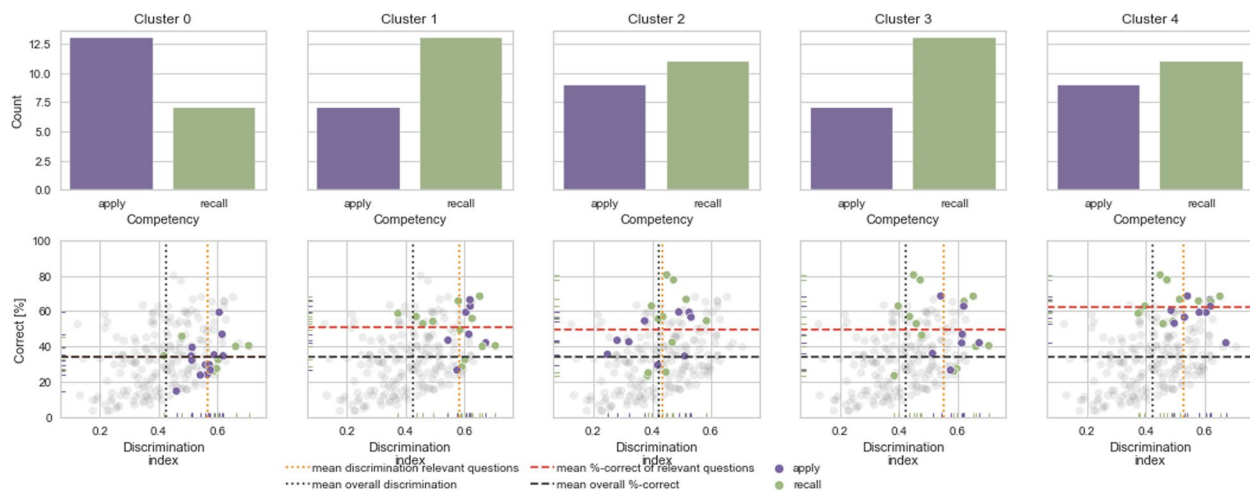 Cluster 0
Cluster 1
Cluster 2
Cluster 3
Cluster 4
12.5
10.0
7.5
5.0
2.5
0.0
Count
apply recall
apply recall
apply recall
apply recall
apply recall
Competency
Competency
Competency
Competency
Competency
100
80
60
40
20
0
Correct [%]
0.2 0.4 0.6
0.2 0.4 0.6
0.2 0.4 0.6
0.2 0.4 0.6
0.2 0.4 0.6
Discrimination
index
Discrimination
index
Discrimination
index
Discrimination
index
Discrimination
index
mean discrimination relevant questions
mean overall discrimination
mean %-correct of relevant questions
mean overall %-correct
apply
recall